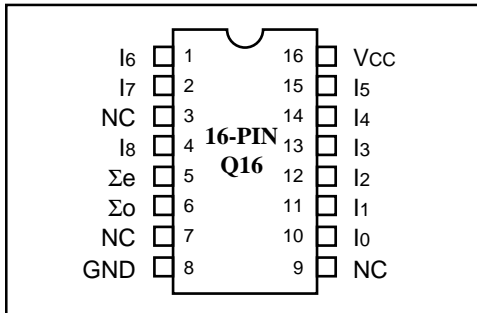 I6 1 16 VCC
I7 2 15 I5
NC 3 14 I4
I8 4 16-PIN 13 I3
Σe 5 Q16 12 I2
Σo 6 11 I1
NC 7 10 I0
GND 8 9 NC